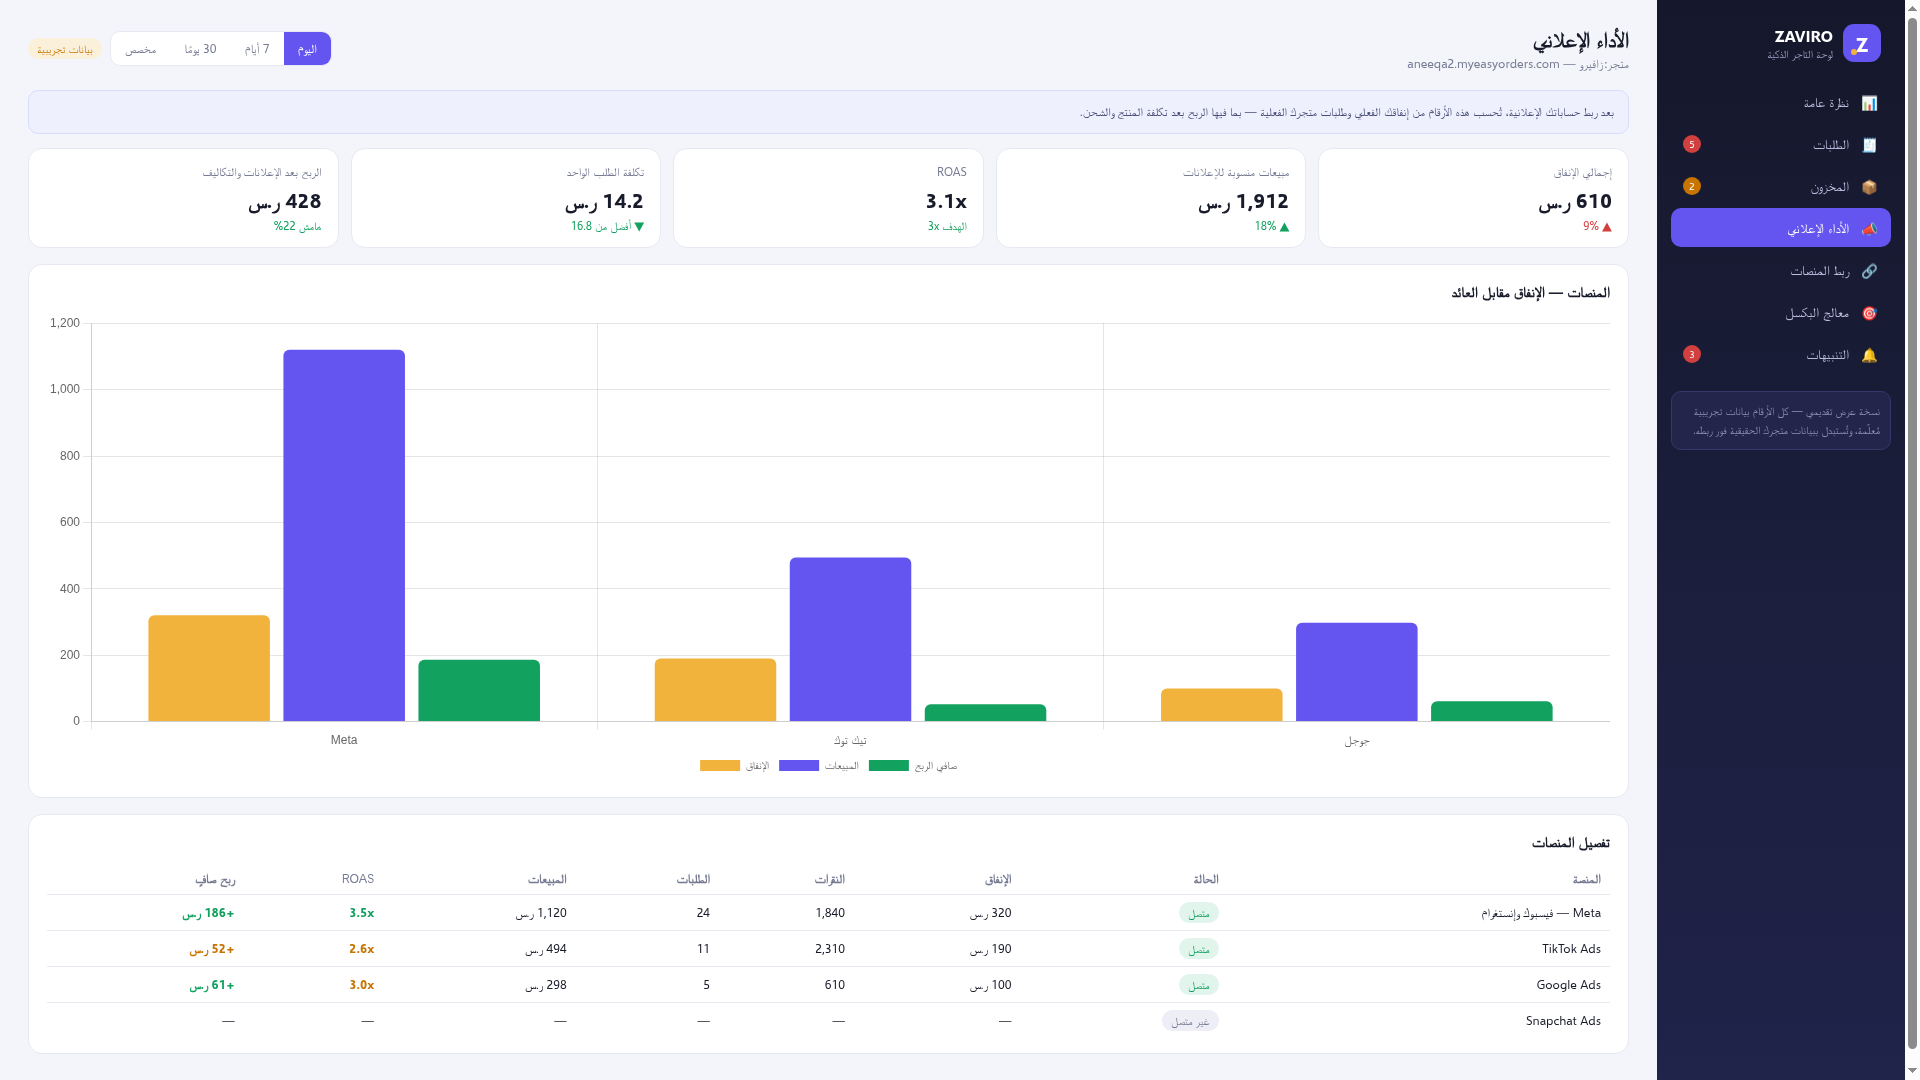 ZAVIRO
لوحة التاجر الذكية
نظرة عامة
الطلبات 5
المخزون 2
الأداء الإعلاني
ربط المنصات
معالج البكسل
التنبيهات 3
نسخة عرض تقديمي — كل الأرقام بيانات تجريبية
مُعلّمة، وتُستبدل ببيانات متجرك الحقيقية فور ربطه.
الأداء الإعلاني
متجر:زافيرو — aneeqa2.myeasyorders.com
اليوم 7 أيام 30 يومًا مخصص
بيانات تجريبية
بعد ربط حساباتك الإعلانية، تُحسب هذه الأرقام من إنفاقك الفعلي وطلبات متجرك الفعلية — بما فيها الربح بعد تكلفة المنتج والشحن.
إجمالي الإنفاق
610 ر.س
▲ 9%
مبيعات منسوبة للإعلانات
1,912 ر.س
▲ 18%
ROAS
3.1x
الهدف 3x
تكلفة الطلب الواحد
14.2 ر.س
▼ أفضل من 16.8
الربح بعد الإعلانات والتكاليف
428 ر.س
هامش 22%
المنصات — الإنفاق مقابل العائد
1,200
1,000
800
600
400
200
0
Meta تيك توك جوجل
الإنفاق المبيعات صافي الربح
تفصيل المنصات
المنصة الحالة الإنفاق النقرات الطلبات المبيعات ROAS ربح صافٍ
Meta — فيسبوك وإنستغرام متصل 320 ر.س 1,840 24 1,120 ر.س 3.5x +186 ر.س
TikTok Ads متصل 190 ر.س 2,310 11 494 ر.س 2.6x +52 ر.س
Google Ads متصل 100 ر.س 610 5 298 ر.س 3.0x +61 ر.س
Snapchat Ads غير متصل — — — — — —